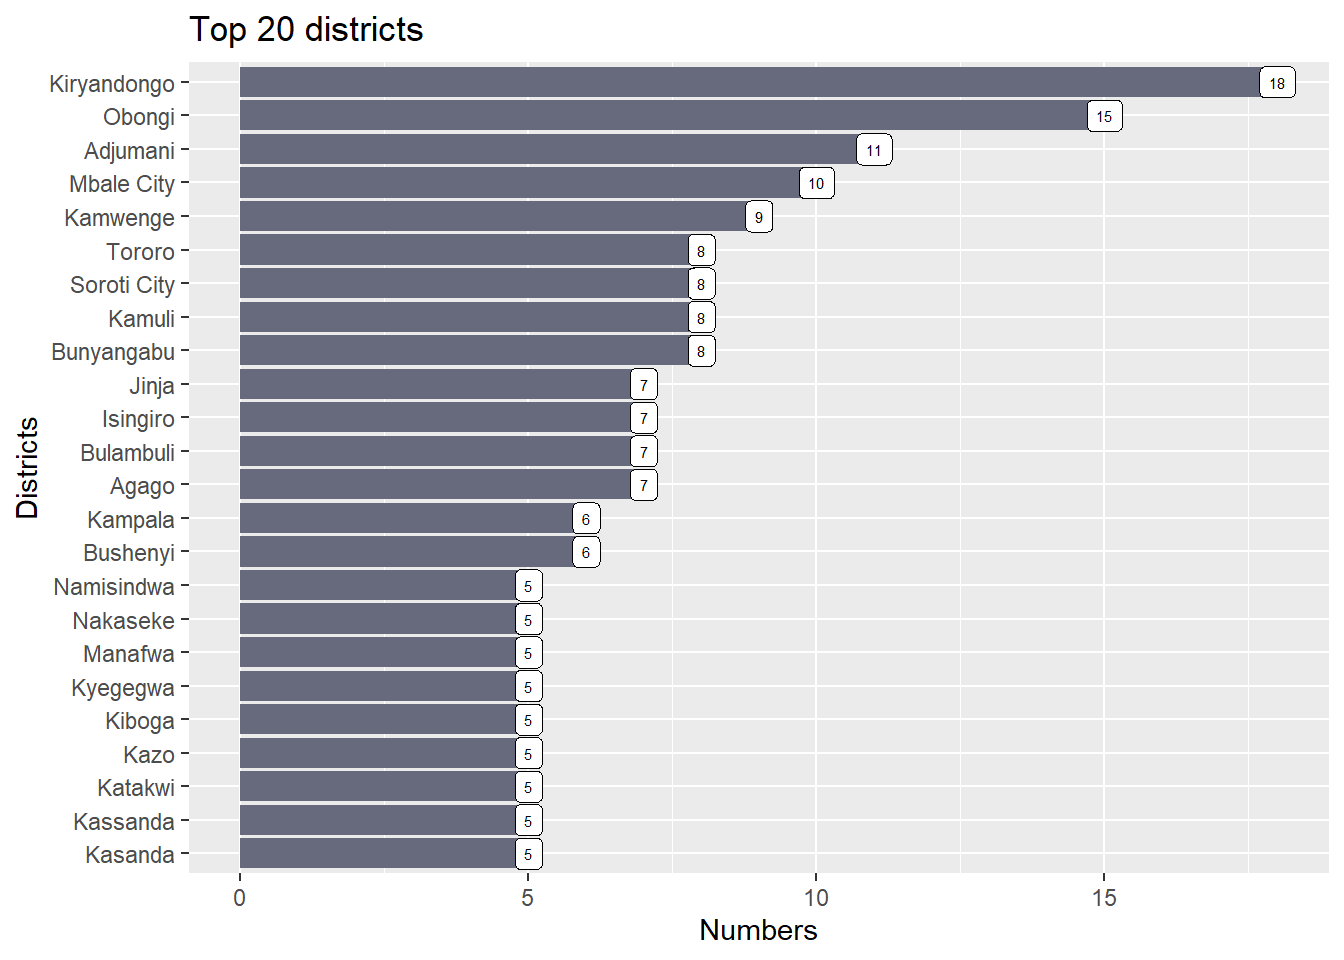 Top 20 districts
Kiryandongo 18
Obongi 15
Adjumani 11
Mbale City 10
Kamwenge 9
Tororo 8
Soroti City 8
Kamuli 8
Bunyangabu 8
Jinja 7
Isingiro 7
Bulambuli 7
Agago 7
Kampala 6
Bushenyi 6
Namisindwa 5
Nakaseke 5
Manafwa 5
Kyegegwa 5
Kiboga 5
Kazo 5
Katakwi 5
Kassanda 5
Kasanda 5
Districts
0 5 10 15
Numbers